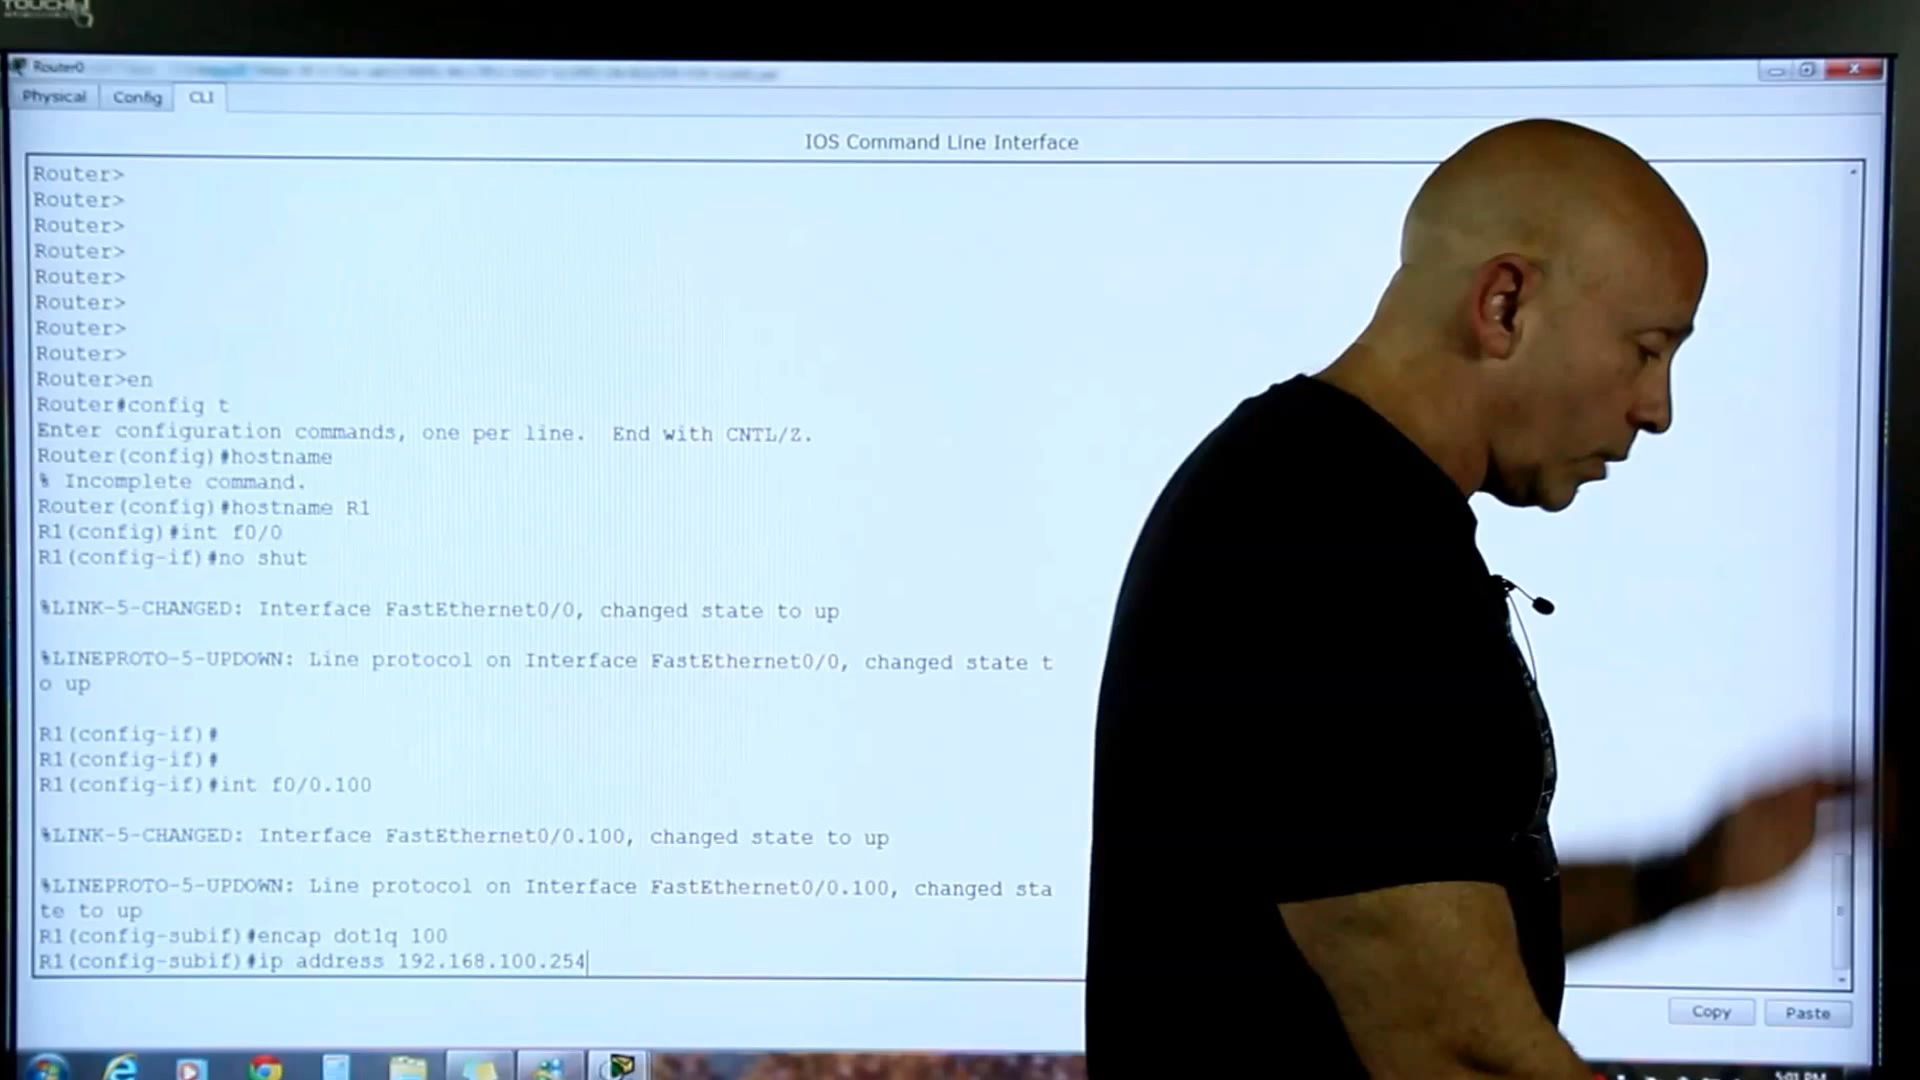 TOUCH
Router0
Physical
Config
CLI
IOS Command Line Interface
Router>
Router>
Router>
Router>
Router>
Router>
Router>
Router>
Router>en
Router#config t
Enter configuration commands, one per line.  End with CNTL/Z.
Router(config)#hostname
% Incomplete command.
Router(config)#hostname R1
R1(config)#int f0/0
R1(config-if)#no shut
%LINK-5-CHANGED: Interface FastEthernet0/0, changed state to up
%LINEPROTO-5-UPDOWN: Line protocol on Interface FastEthernet0/0, changed state t
o up
R1(config-if)#
R1(config-if)#
R1(config-if)#int f0/0.100
%LINK-5-CHANGED: Interface FastEthernet0/0.100, changed state to up
%LINEPROTO-5-UPDOWN: Line protocol on Interface FastEthernet0/0.100, changed sta
te to up
R1(config-subif)#encap dot1q 100
R1(config-subif)#ip address 192.168.100.254
Copy
Paste
5:01 PM